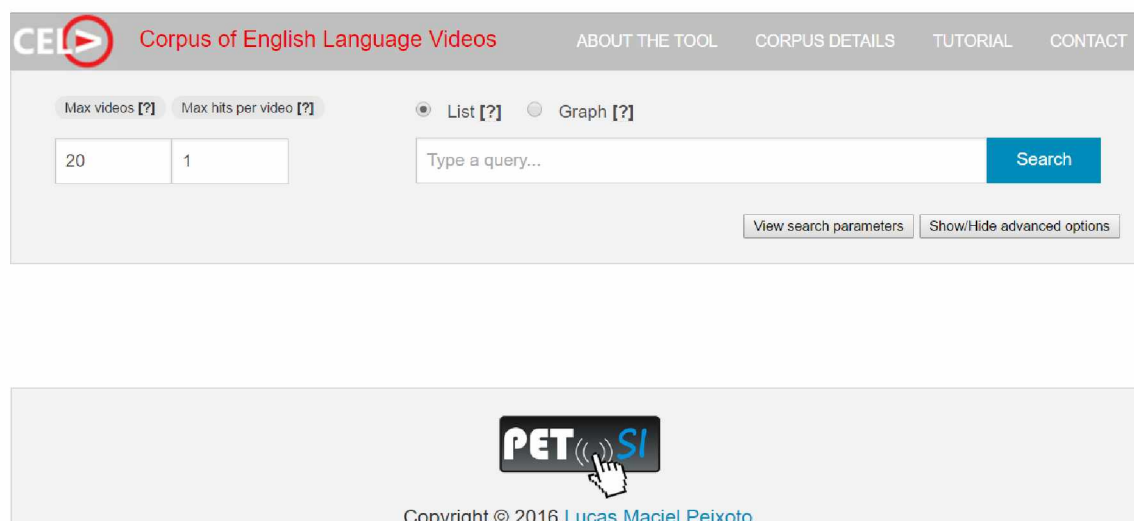 CEL Corpus of English Language Videos ABOUT THE TOOL CORPUS DETAILS TUTORIAL CONTACT
Max videos [?] Max hits per video [?] List [?] Graph [?]
20 1 Type a query... Search
View search parameters Show/Hide advanced options
PET (( )) SI
Copyright © 2016 Lucas Maciel Peixoto